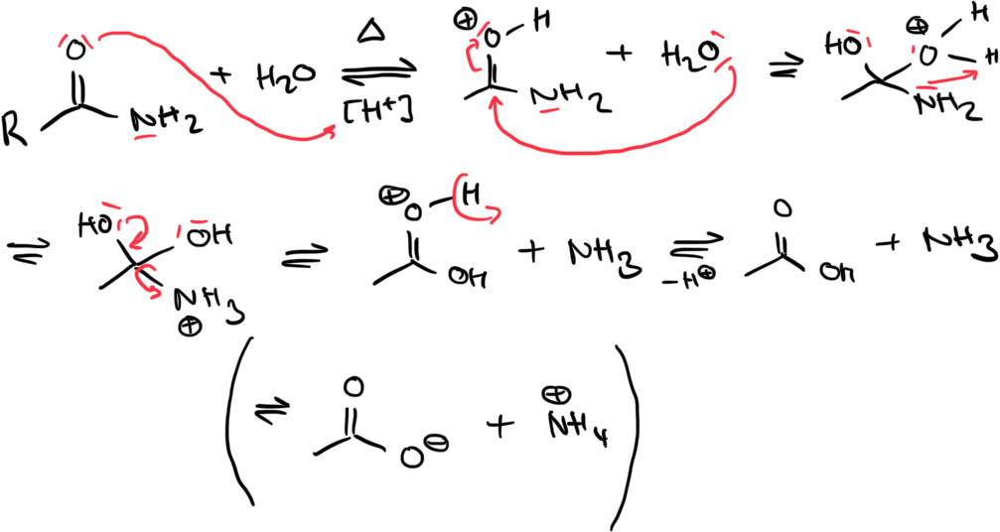 O H
O Δ ⊕ O HO ⊕ O H
+ H2O ⇌ + H2O ⇌
R NH2 [H+] NH2 NH2
⊕ O H O
⇌ HO OH ⇌ + NH3 ⇌ + NH3
NH3 OH -H⊕ OH
⊕
( O ⊕ )
⇌ + NH4
O⊖